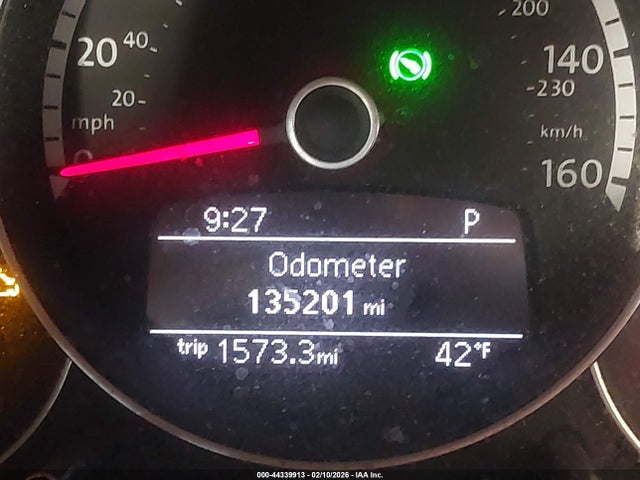 200
20 40 140
230
20
mph km/h
0 160
9:27 P
Odometer
135201 mi
trip 1573.3mi 42°F
000-44339913 - 02/10/2026 - IAA Inc.